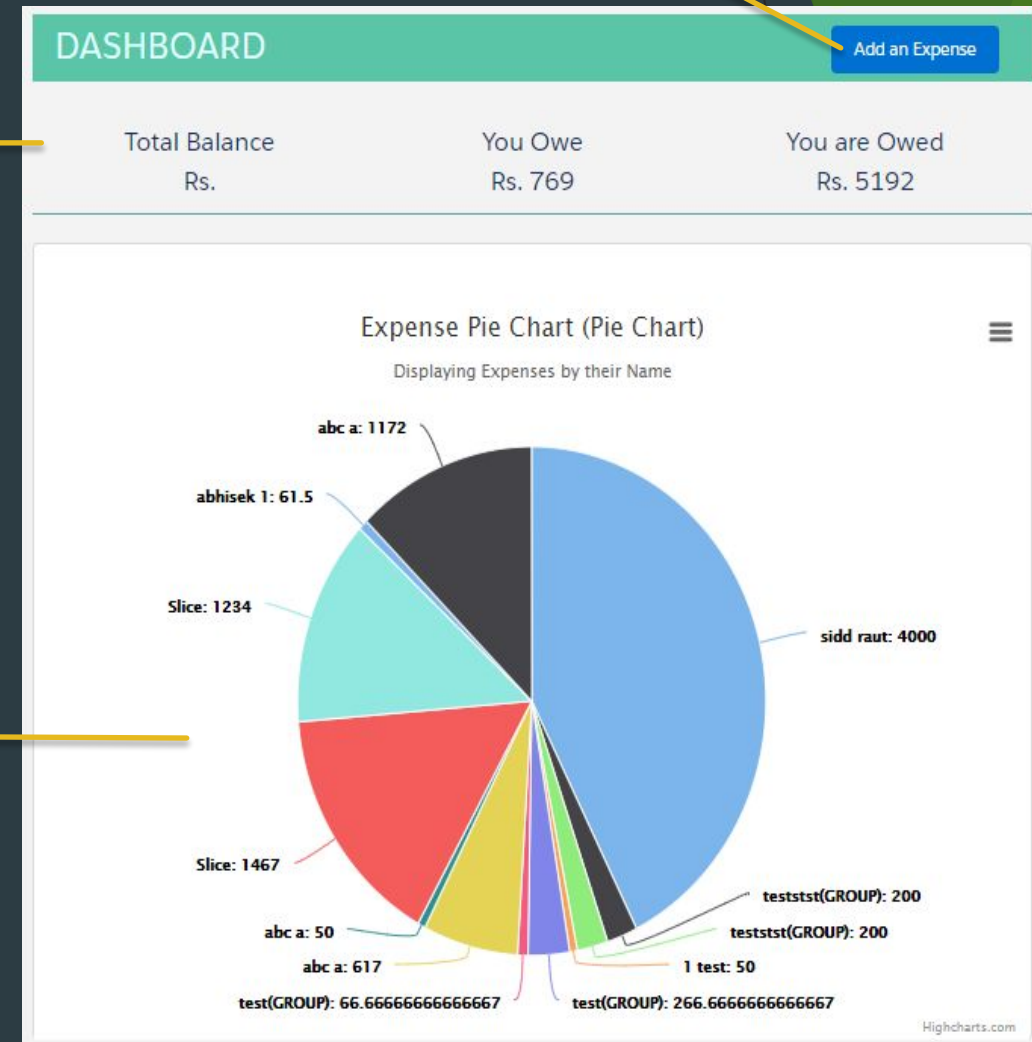 DASHBOARD
Add an Expense
Total Balance
Rs.
You Owe
Rs. 769
You are Owed
Rs. 5192
Expense Pie Chart (Pie Chart)
Displaying Expenses by their Name
abc a: 1172
abhisek 1: 61.5
Slice: 1234
sidd raut: 4000
Slice: 1467
teststst(GROUP): 200
abc a: 50
teststst(GROUP): 200
abc a: 617
1 test: 50
test(GROUP): 66.66666666666667
test(GROUP): 266.6666666666667
Highcharts.com